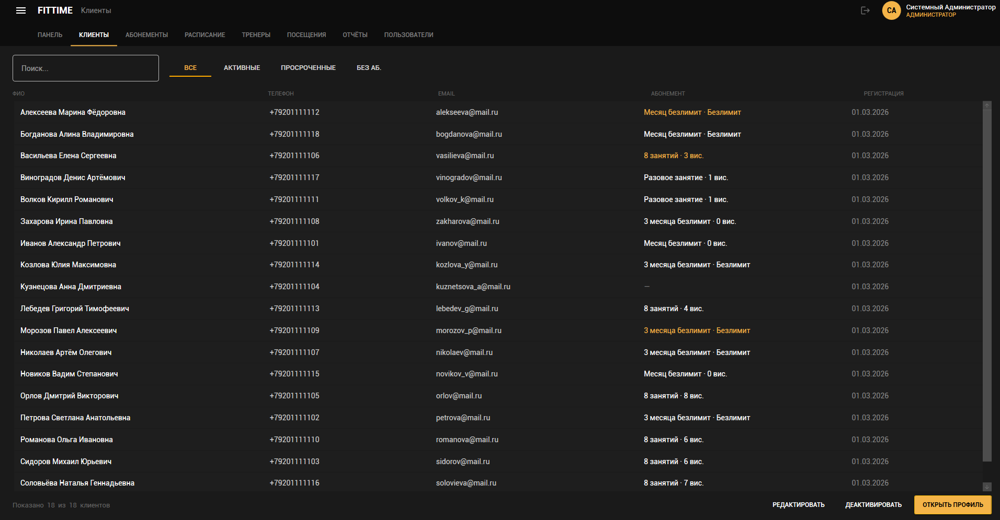 FITTIME Клиенты
СА Системный Администратор
АДМИНИСТРАТОР
ПАНЕЛЬ КЛИЕНТЫ АБОНЕМЕНТЫ РАСПИСАНИЕ ТРЕНЕРЫ ПОСЕЩЕНИЯ ОТЧЁТЫ ПОЛЬЗОВАТЕЛИ
Поиск... ВСЕ АКТИВНЫЕ ПРОСРОЧЕННЫЕ БЕЗ АБ.
ФИО ТЕЛЕФОН EMAIL АБОНЕМЕНТ РЕГИСТРАЦИЯ
Алексеева Марина Фёдоровна +79201111112 alekseeva@mail.ru Месяц безлимит · Безлимит 01.03.2026
Богданова Алина Владимировна +79201111118 bogdanova@mail.ru Месяц безлимит · Безлимит 01.03.2026
Васильева Елена Сергеевна +79201111106 vasilieva@mail.ru 8 занятий · 3 вис. 01.03.2026
Виноградов Денис Артёмович +79201111117 vinogradov@mail.ru Разовое занятие · 1 вис. 01.03.2026
Волков Кирилл Романович +79201111111 volkov_k@mail.ru Разовое занятие · 1 вис. 01.03.2026
Захарова Ирина Павловна +79201111108 zakharova@mail.ru 3 месяца безлимит · 0 вис. 01.03.2026
Иванов Александр Петрович +79201111101 ivanov@mail.ru Месяц безлимит · 0 вис. 01.03.2026
Козлова Юлия Максимовна +79201111114 kozlova_y@mail.ru 3 месяца безлимит · Безлимит 01.03.2026
Кузнецова Анна Дмитриевна +79201111104 kuznetsova_a@mail.ru — 01.03.2026
Лебедев Григорий Тимофеевич +79201111113 lebedev_g@mail.ru 8 занятий · 4 вис. 01.03.2026
Морозов Павел Алексеевич +79201111109 morozov_p@mail.ru 3 месяца безлимит · Безлимит 01.03.2026
Николаев Артём Олегович +79201111107 nikolaev@mail.ru 3 месяца безлимит · Безлимит 01.03.2026
Новиков Вадим Степанович +79201111115 novikov_v@mail.ru Месяц безлимит · 0 вис. 01.03.2026
Орлов Дмитрий Викторович +79201111105 orlov@mail.ru 8 занятий · 8 вис. 01.03.2026
Петрова Светлана Анатольевна +79201111102 petrova@mail.ru 3 месяца безлимит · Безлимит 01.03.2026
Романова Ольга Ивановна +79201111110 romanova@mail.ru 8 занятий · 6 вис. 01.03.2026
Сидоров Михаил Юрьевич +79201111103 sidorov@mail.ru 8 занятий · 6 вис. 01.03.2026
Соловьёва Наталья Геннадьевна +79201111116 solovieva@mail.ru 8 занятий · 7 вис. 01.03.2026
Показано 18 из 18 клиентов РЕДАКТИРОВАТЬ ДЕАКТИВИРОВАТЬ ОТКРЫТЬ ПРОФИЛЬ